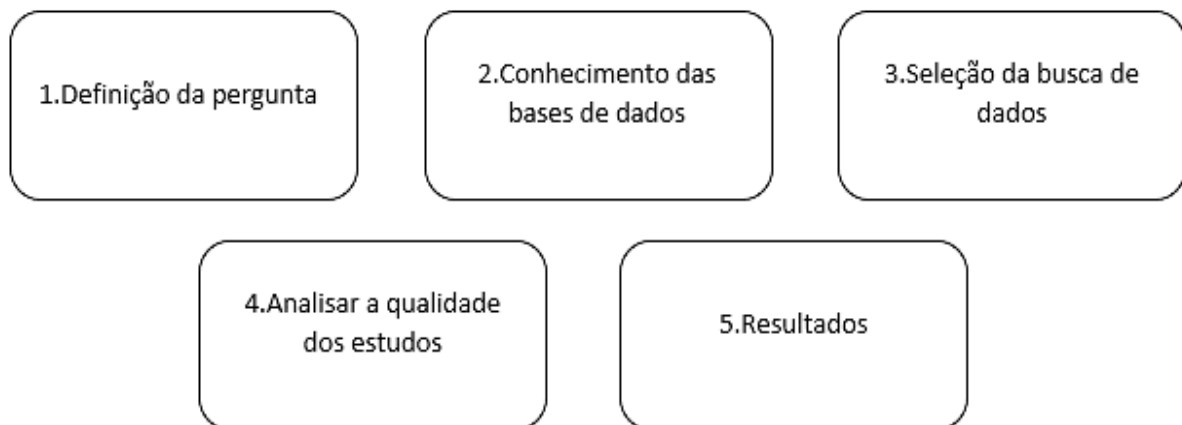 1.Definição da pergunta
2.Conhecimento das
bases de dados
3.Seleção da busca de
dados
4.Analisar a qualidade
dos estudos
5.Resultados